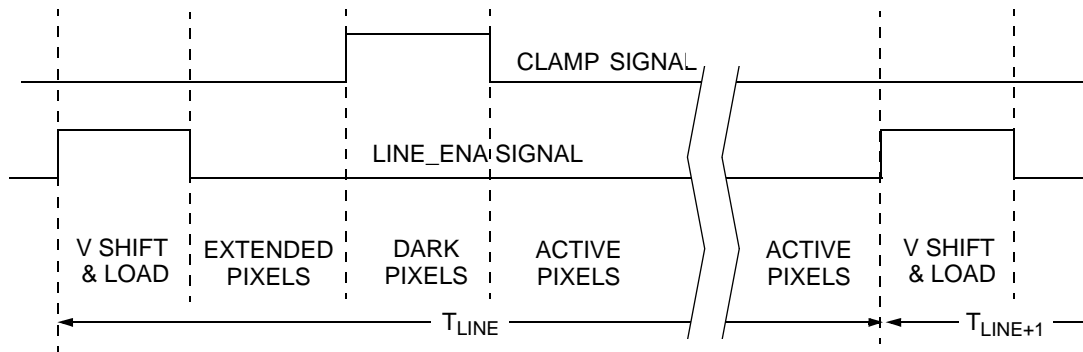 CLAMP SIGNAL
LINE_ENA SIGNAL
V SHIFT
& LOAD
EXTENDED
PIXELS
DARK
PIXELS
ACTIVE
PIXELS
ACTIVE
PIXELS
V SHIFT
& LOAD
TLINE
TLINE+1